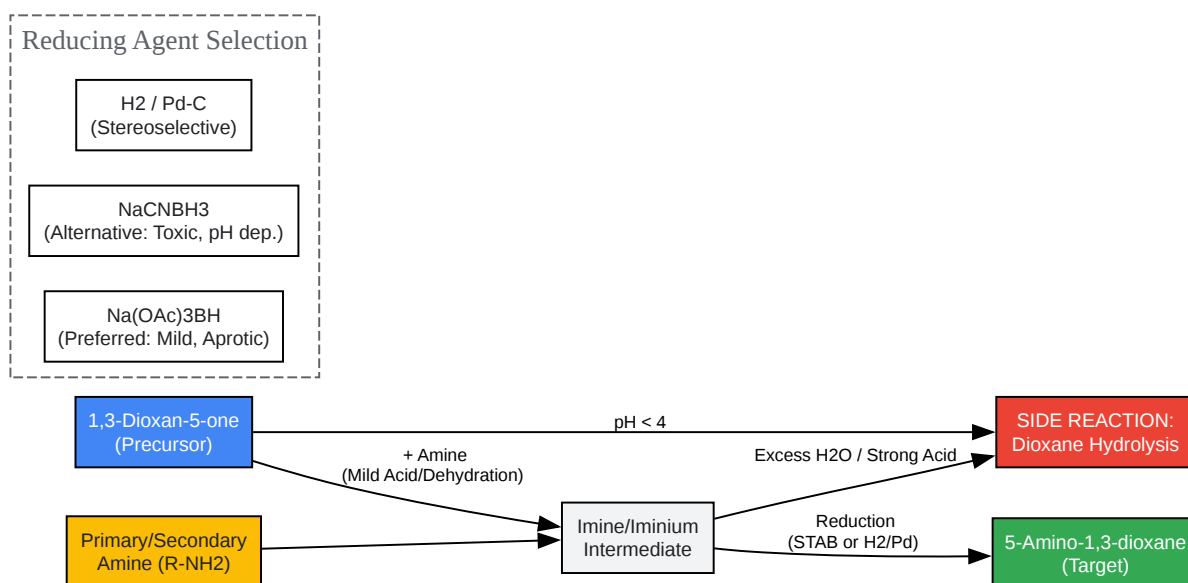 Reducing Agent Selection
H2 / Pd-C
(Stereoselective)
NaCNBH3
(Alternative: Toxic, pH dep.)
Na(OAc)3BH
(Preferred: Mild, Aprotic)
1,3-Dioxan-5-one
(Precursor)
pH < 4
SIDE REACTION:
Dioxane Hydrolysis
+ Amine
(Mild Acid/Dehydration)
Excess H2O / Strong Acid
Primary/Secondary
Amine (R-NH2)
Imine/Iminium
Intermediate
Reduction
(STAB or H2/Pd)
5-Amino-1,3-dioxane
(Target)